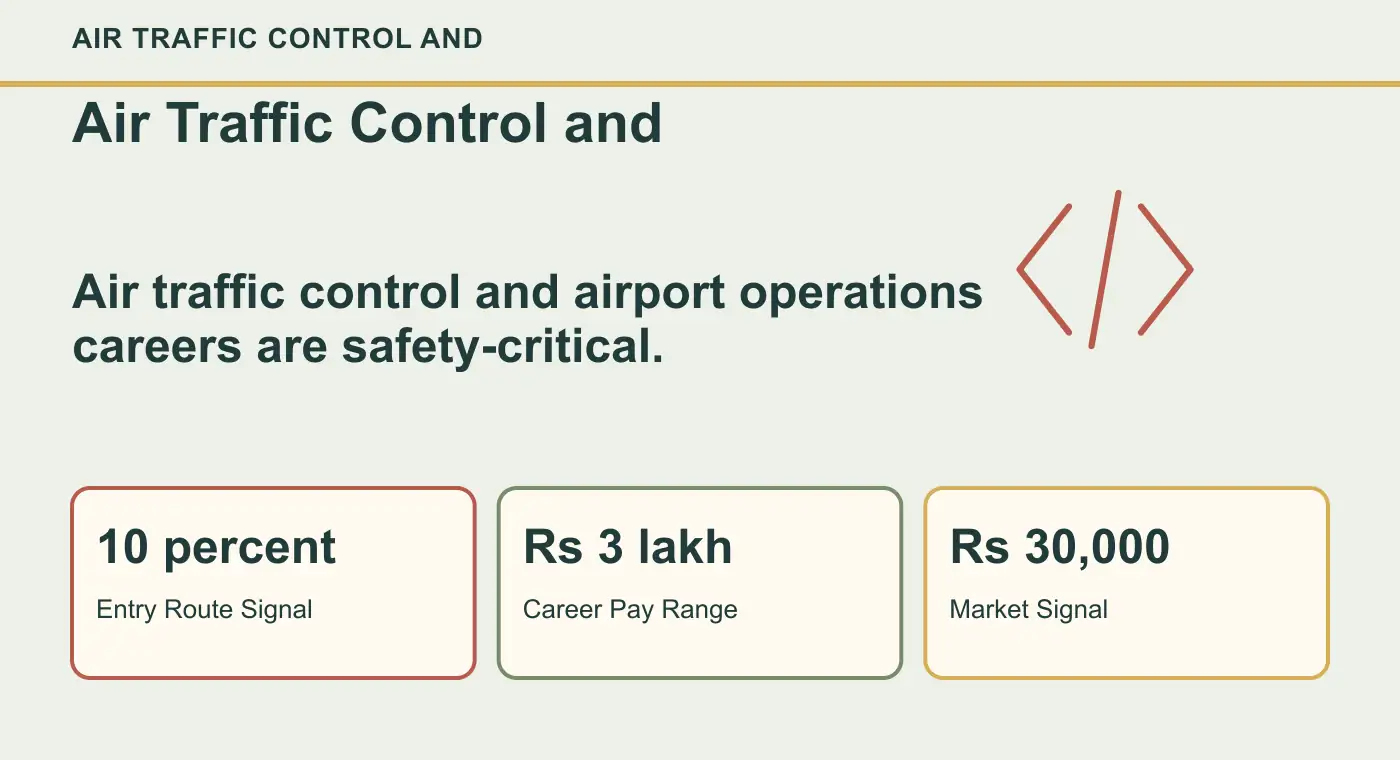 AIR TRAFFIC CONTROL AND
Air Traffic Control and
Air traffic control and airport operations
careers are safety-critical.
10 percent
Entry Route Signal
Rs 3 lakh
Career Pay Range
Rs 30,000
Market Signal